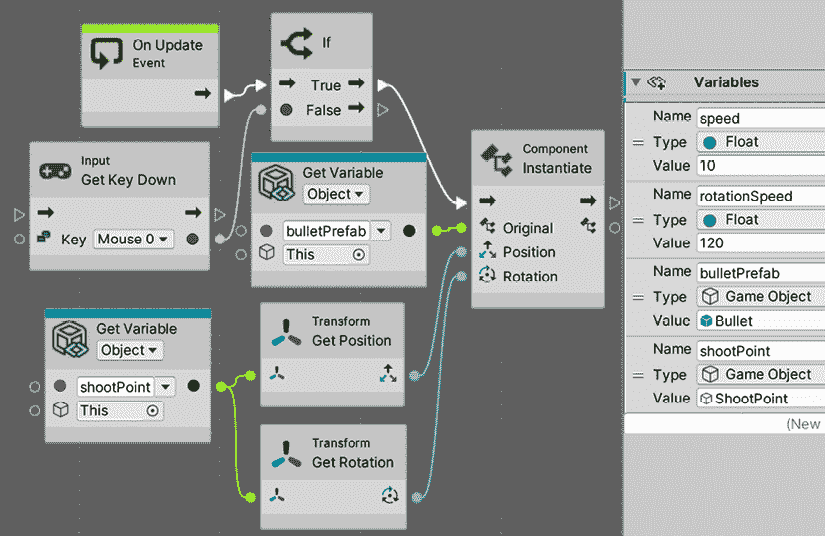 On Update
Event
If
True
False
Input
Get Key Down
Key Mouse 0
Get Variable
Object
bulletPrefab
This
Component
Instantiate
Original
Position
Rotation
Get Variable
Object
shootPoint
This
Transform
Get Position
Transform
Get Rotation
Variables
Name speed
Type Float
Value 10
Name rotationSpeed
Type Float
Value 120
Name bulletPrefab
Type Game Object
Value Bullet
Name shootPoint
Type Game Object
Value ShootPoint
(New